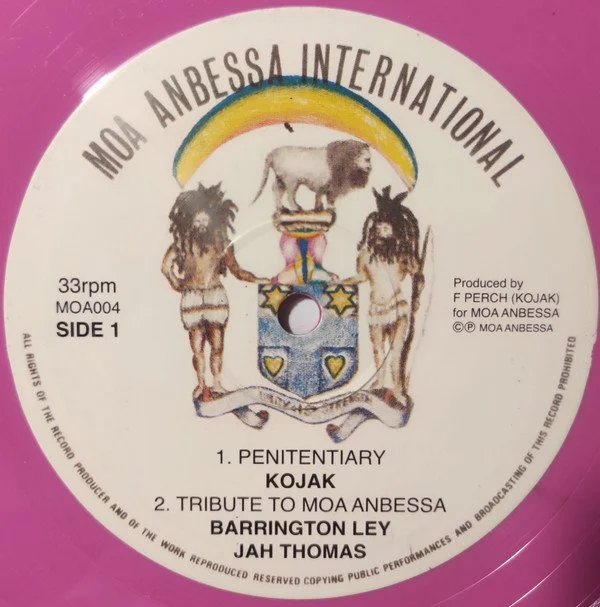 MOA ANBESSA INTERNATIONAL
33rpm
MOA004
SIDE 1
Produced by
F PERCH (KOJAK)
for MOA ANBESSA
©℗ MOA ANBESSA
1. PENITENTIARY
KOJAK
2. TRIBUTE TO MOA ANBESSA
BARRINGTON LEY
JAH THOMAS
ALL RIGHTS OF THE RECORD PRODUCER AND OF THE WORK REPRODUCED RESERVED COPYING PUBLIC PERFORMANCES AND BROADCASTING OF THIS RECORD PROHIBITED